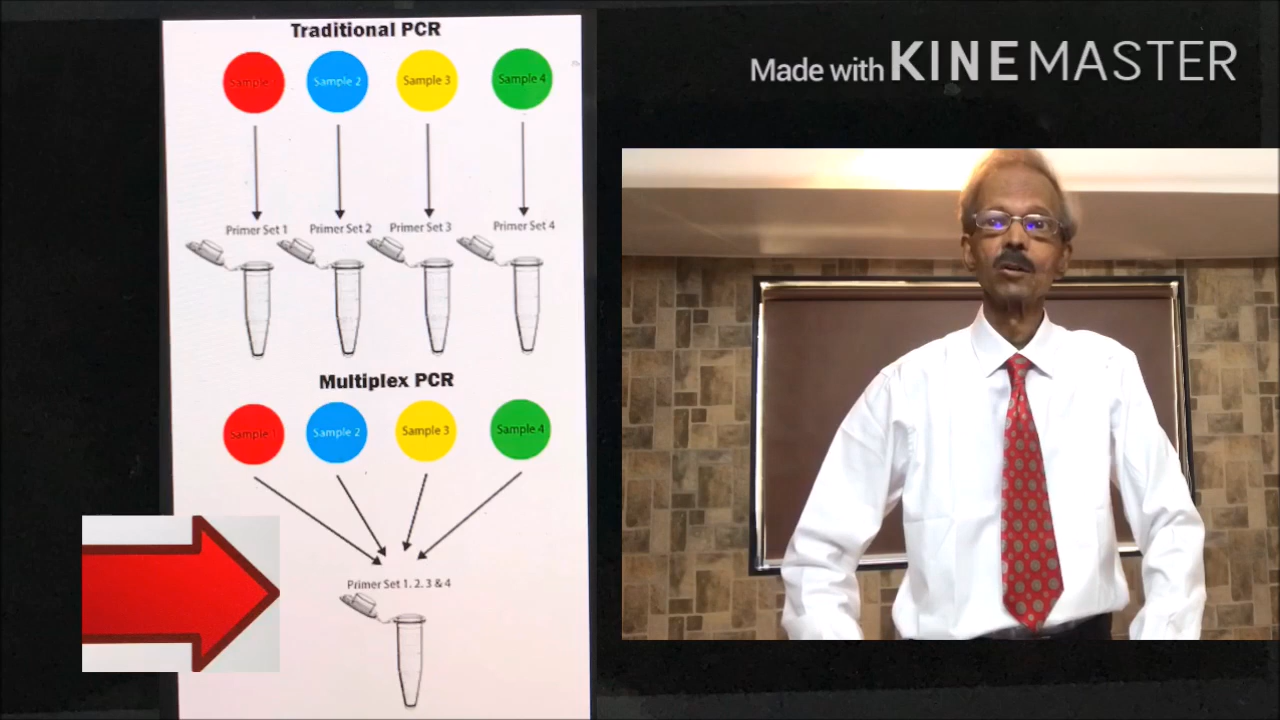 Traditional PCR
Sample 2 Sample 3 Sample 4
Primer Set 1 Primer Set 2 Primer Set 3 Primer Set 4
Multiplex PCR
Sample 1 Sample 2 Sample 3 Sample 4
Primer Set 1. 2. 3 & 4
Made with KINEMASTER